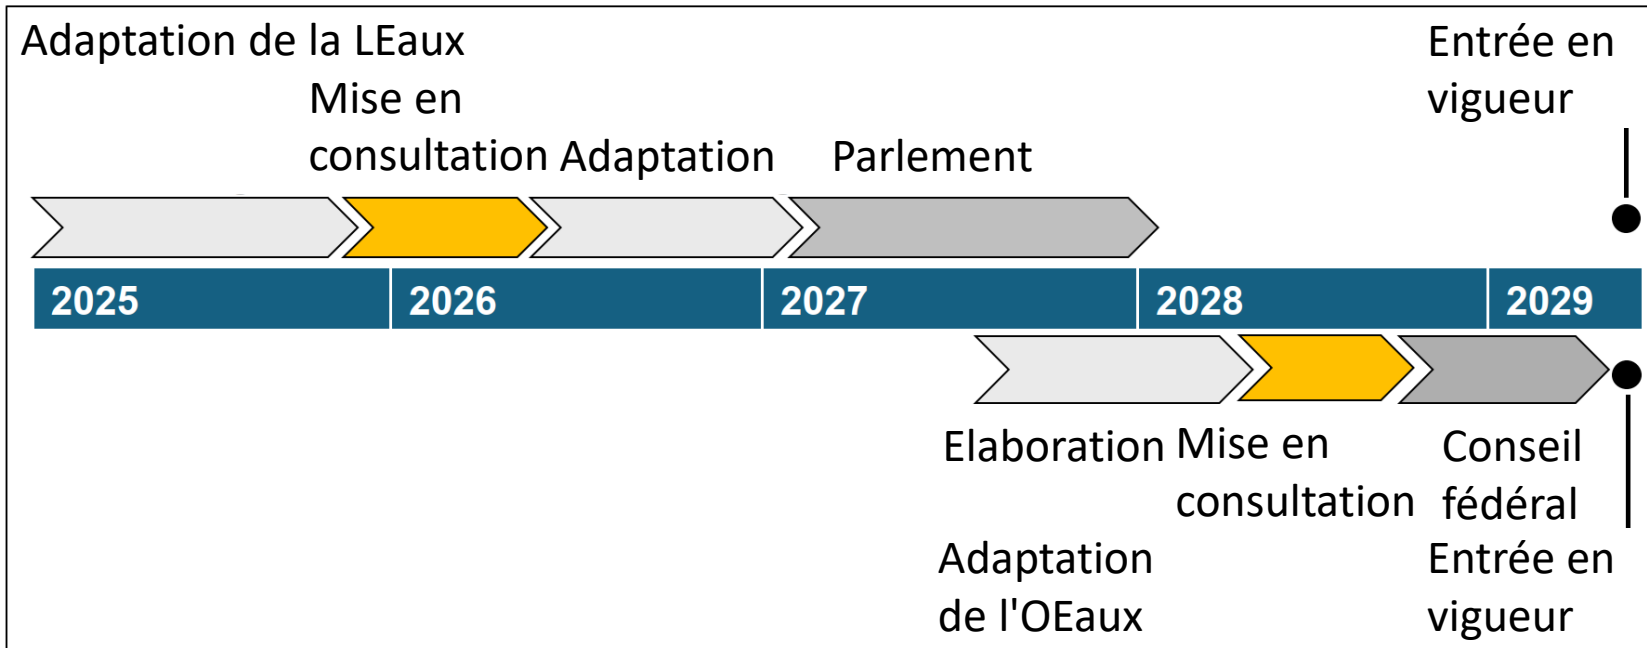 Adaptation de la LEaux
Mise en
consultation
Adaptation
Parlement
Entrée en
vigueur
2025
2026
2027
2028
2029
Elaboration
Mise en
consultation
Conseil
fédéral
Adaptation
de l'OEaux
Entrée en
vigueur